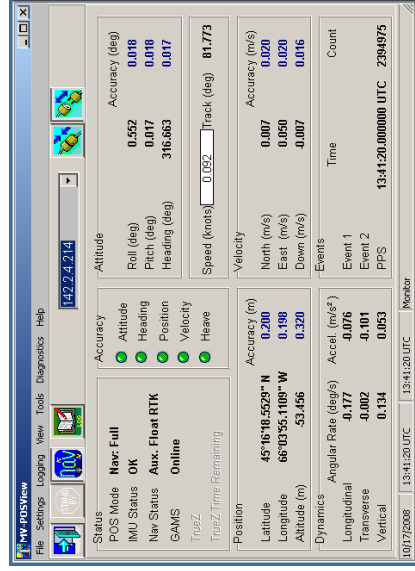 MV-POSView
File Settings Logging View Tools Diagnostics Help
142.2.4.214
Status
POS Mode Nav: Full
IMU Status OK
Nav Status Aux. Float RTK
GAMS Online
TrueZ
TrueZ Time Remaining
Accuracy
Attitude
Heading
Position
Velocity
Heave
Attitude
Accuracy (deg)
Roll (deg) 0.552 0.018
Pitch (deg) 0.017 0.018
Heading (deg) 316.663 0.017
Speed (knots) 0.092 Track (deg) 81.773
Position
Accuracy (m)
Latitude 45°16'18.5529" N 0.200
Longitude 66°03'55.1109" W 0.198
Altitude (m) -53.456 0.320
Velocity
Accuracy (m/s)
North (m/s) 0.007 0.020
East (m/s) 0.050 0.020
Down (m/s) -0.007 0.016
Dynamics
Angular Rate (deg/s) Accel. (m/s²)
Longitudinal -0.177 -0.076
Transverse -0.002 -0.101
Vertical 0.134 0.053
Events
Time Count
Event 1
Event 2
PPS 13:41:20.000000 UTC 2394975
10/17/2008 13:41:20 UTC 13:41:20 UTC Monitor